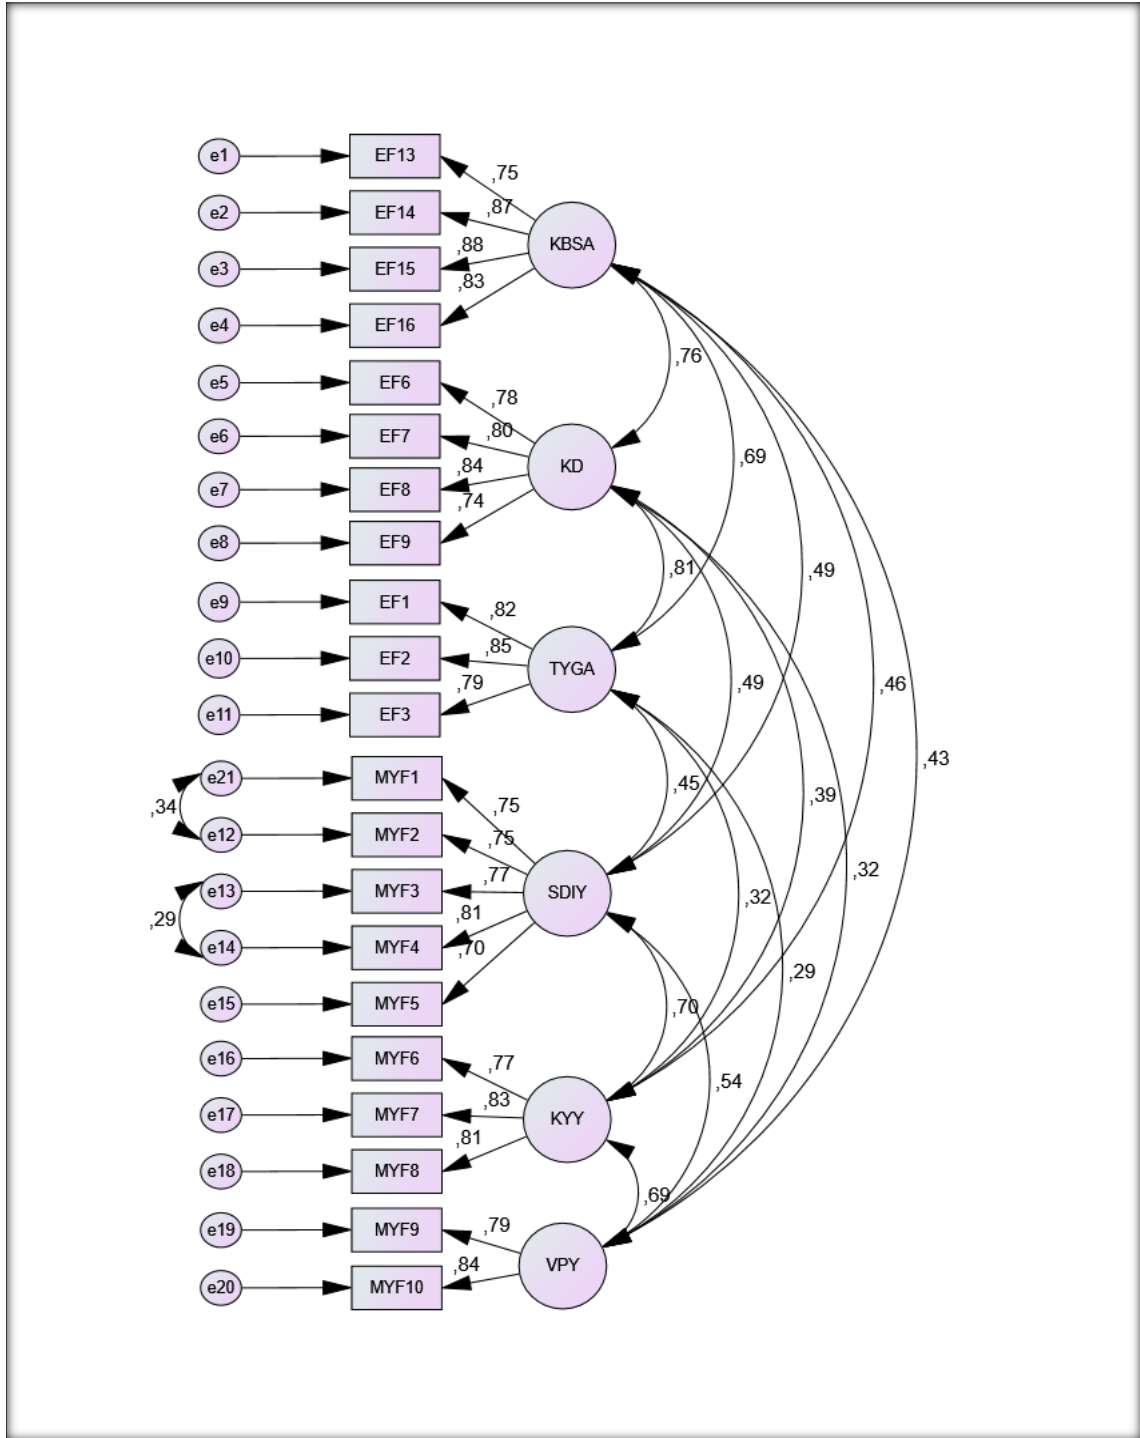 e1 EF13 ,75
e2 EF14 ,87 KBSA
e3 EF15 ,88
e4 EF16 ,83
,76
e5 EF6 ,78
e6 EF7 ,80 KD ,69
e7 EF8 ,84
e8 EF9 ,74
,81 ,49
e9 EF1 ,82
e10 EF2 ,85 TYGA ,49 ,46
e11 EF3 ,79
,43
e21 MYF1 ,75 ,45 ,39
,34
e12 MYF2 ,75 ,32
e13 MYF3 ,77 SDIY ,32
,29
e14 MYF4 ,81 ,29
e15 MYF5 ,70 ,70
e16 MYF6 ,77 ,54
e17 MYF7 ,83 KYY
e18 MYF8 ,81
,69
e19 MYF9 ,79 VPY
e20 MYF10 ,84